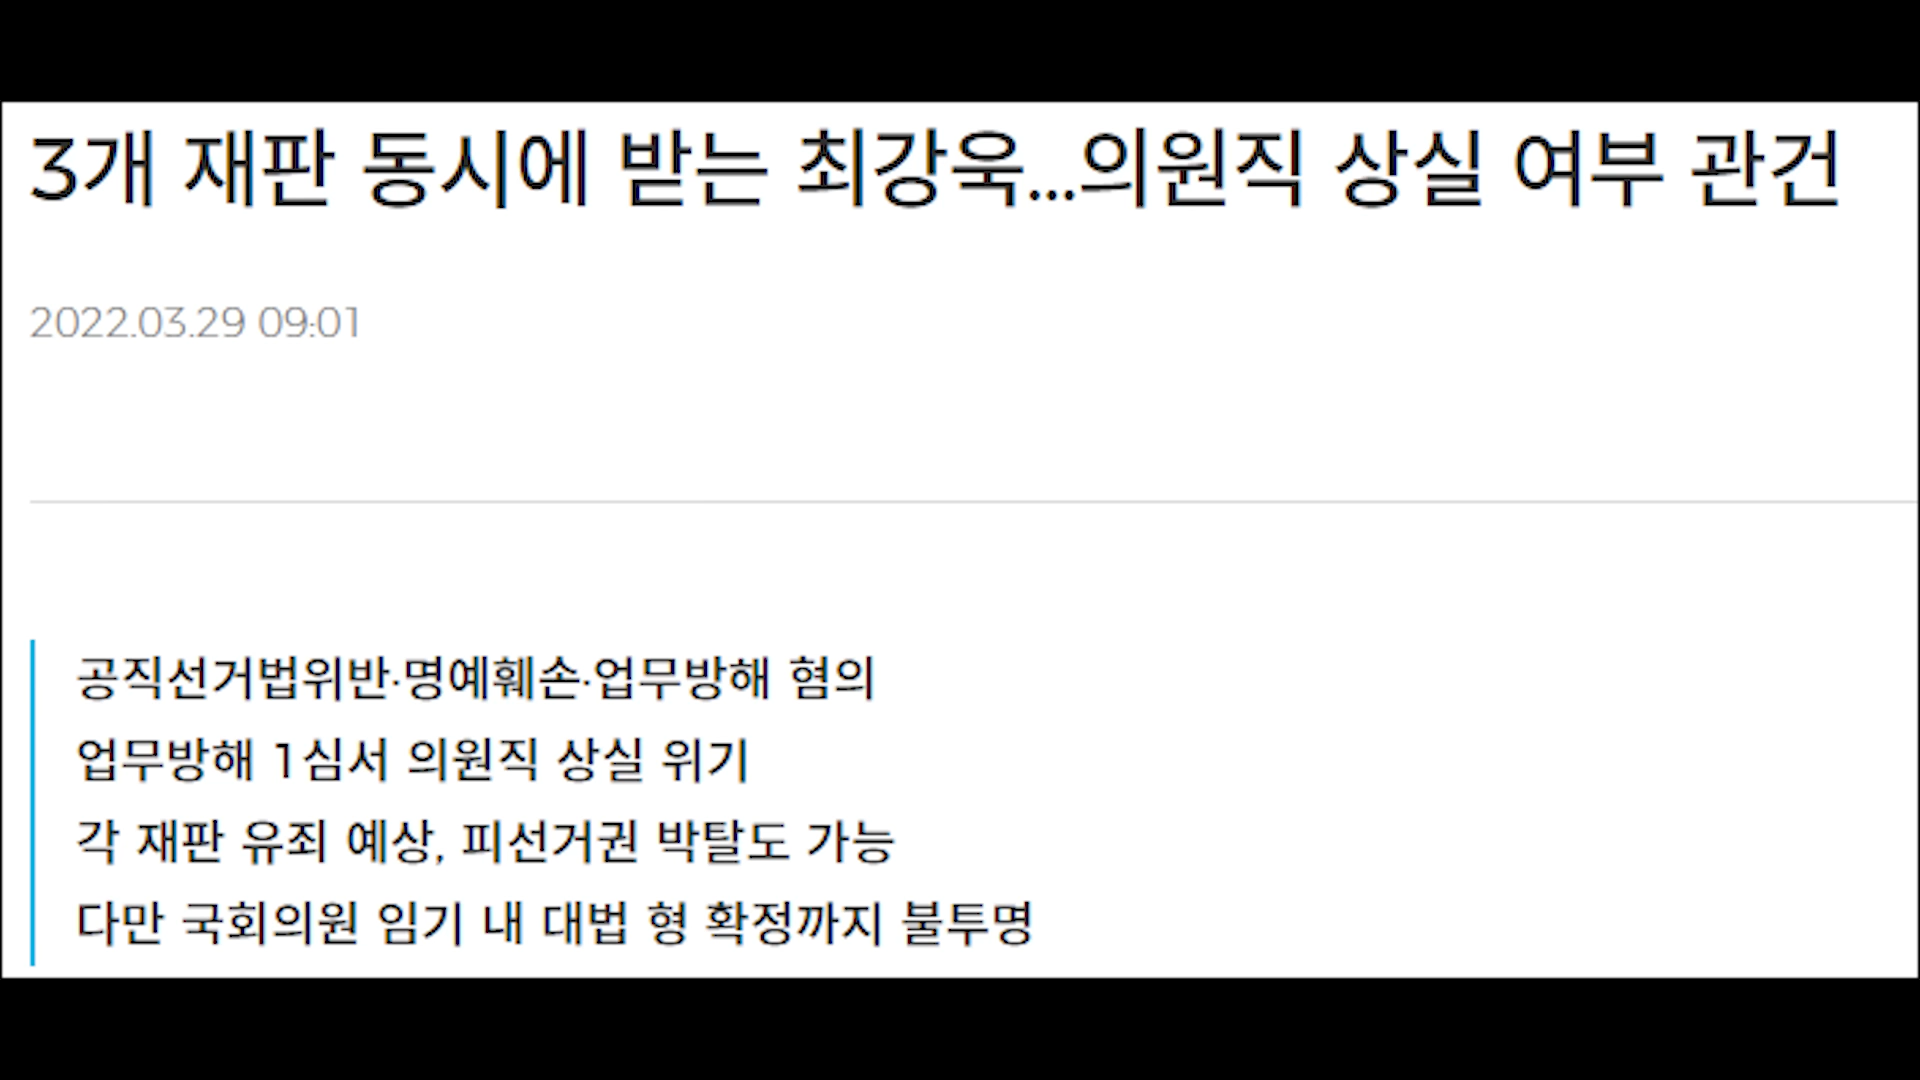 3개 재판 동시에 받는 최강욱...의원직 상실 여부 관건
2022.03.29 09:01
공직선거법위반·명예훼손·업무방해 혐의
업무방해 1심서 의원직 상실 위기
각 재판 유죄 예상, 피선거권 박탈도 가능
다만 국회의원 임기 내 대법 형 확정까지 불투명